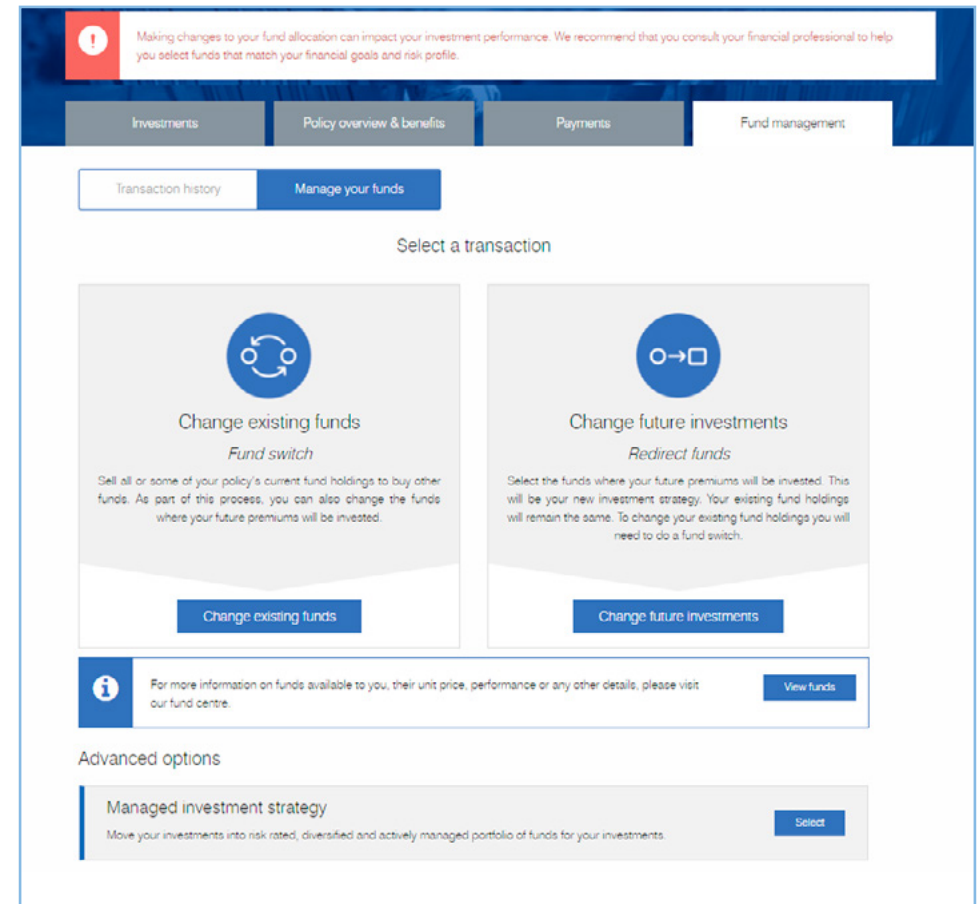 Making changes to your fund allocation can impact your investment performance. We recommend that you consult your financial professional to help
you select funds that match your financial goals and risk profile.
Investments
Policy overview & benefits
Payments
Fund management
Transaction history
Manage your funds
Select a transaction
Change existing funds
Fund switch
Sell all or some of your policy's current fund holdings to buy other
funds. As part of this process, you can also change the funds
where your future premiums will be invested.
Change existing funds
Change future investments
Redirect funds
Select the funds where your future premiums will be invested. This
will be your new investment strategy. Your existing fund holdings
will remain the same. To change your existing fund holdings you will
need to do a fund switch.
Change future investments
For more information on funds available to you, their unit price, performance or any other details, please visit
our fund centre.
View funds
Advanced options
Managed investment strategy
Move your investments into risk rated, diversified and actively managed portfolio of funds for your investments.
Select